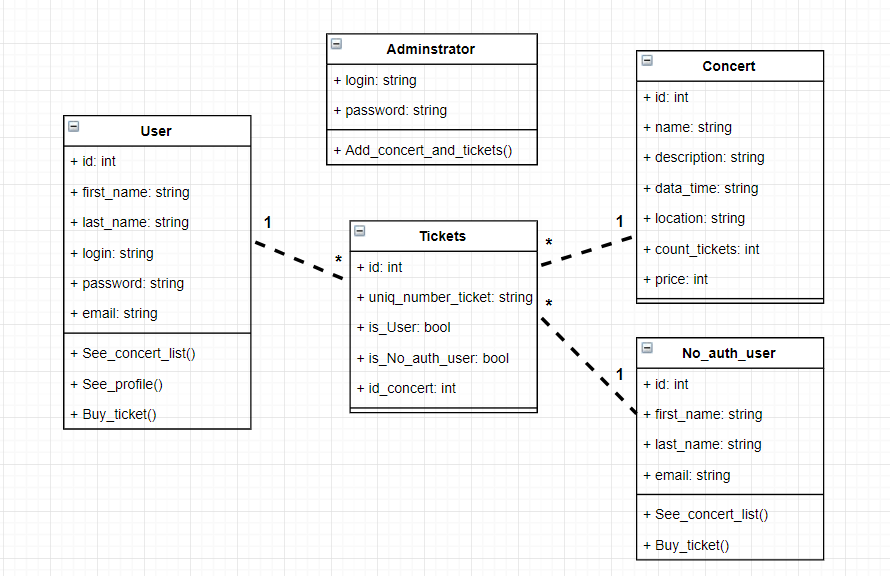 Adminstrator
+ login: string
+ password: string
+ Add_concert_and_tickets()
Concert
+ id: int
+ name: string
+ description: string
+ data_time: string
+ location: string
+ count_tickets: int
+ price: int
User
+ id: int
+ first_name: string
+ last_name: string
+ login: string
+ password: string
+ email: string
+ See_concert_list()
+ See_profile()
+ Buy_ticket()
1
*
Tickets
+ id: int
+ uniq_number_ticket: string
+ is_User: bool
+ is_No_auth_user: bool
+ id_concert: int
*
1
*
1
No_auth_user
+ id: int
+ first_name: string
+ last_name: string
+ email: string
+ See_concert_list()
+ Buy_ticket()